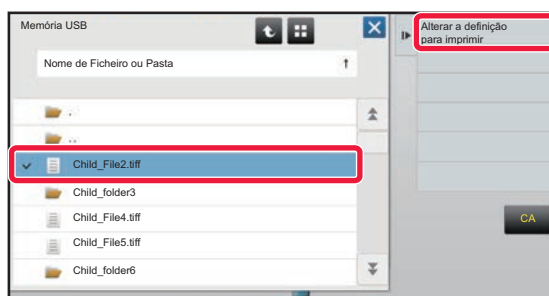 Memória USB
Nome de Ficheiro ou Pasta
.
..
Child_File2.tiff
Child_folder3
Child_File4.tiff
Child_File5.tiff
Child_folder6
Alterar a definição
para imprimir
CA